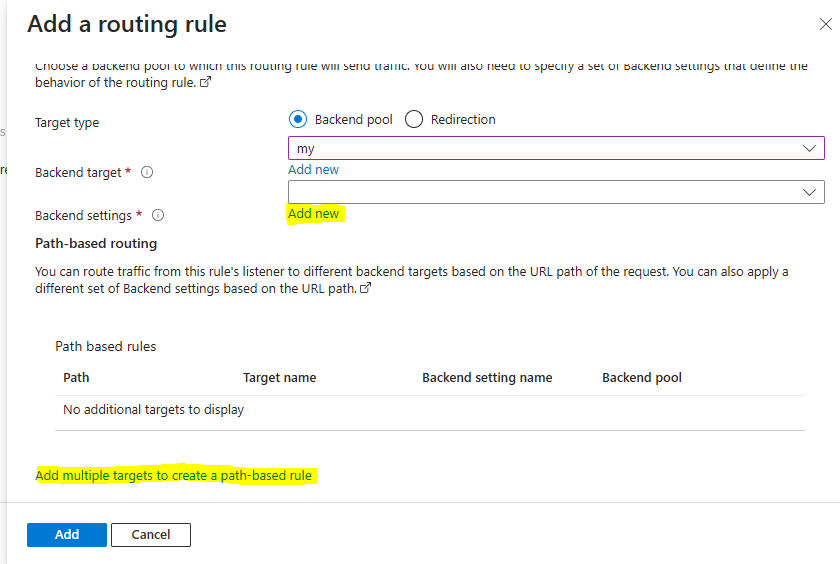 Add a routing rule
Choose a backend pool to which this routing rule will send traffic. You will also need to specify a set of Backend settings that define the
behavior of the routing rule.
Target type
Backend pool
Redirection
my
Backend target *
Add new
Backend settings *
Add new
Path-based routing
You can route traffic from this rule's listener to different backend targets based on the URL path of the request. You can also apply a
different set of Backend settings based on the URL path.
Path based rules
Path Target name Backend setting name Backend pool
No additional targets to display
Add multiple targets to create a path-based rule
Add Cancel